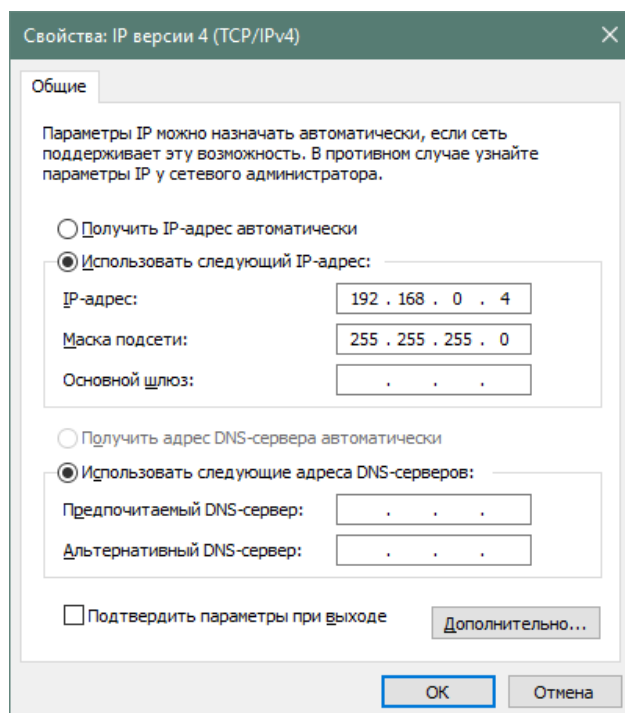 Свойства: IP версии 4 (TCP/IPv4)
Общие
Параметры IP можно назначать автоматически, если сеть
поддерживает эту возможность. В противном случае узнайте
параметры IP у сетевого администратора.
Получить IP-адрес автоматически
Использовать следующий IP-адрес:
IP-адрес: 192 . 168 . 0 . 4
Маска подсети: 255 . 255 . 255 . 0
Основной шлюз: . . .
Получить адрес DNS-сервера автоматически
Использовать следующие адреса DNS-серверов:
Предпочитаемый DNS-сервер: . . .
Альтернативный DNS-сервер: . . .
Подтвердить параметры при выходе
Дополнительно...
ОК Отмена